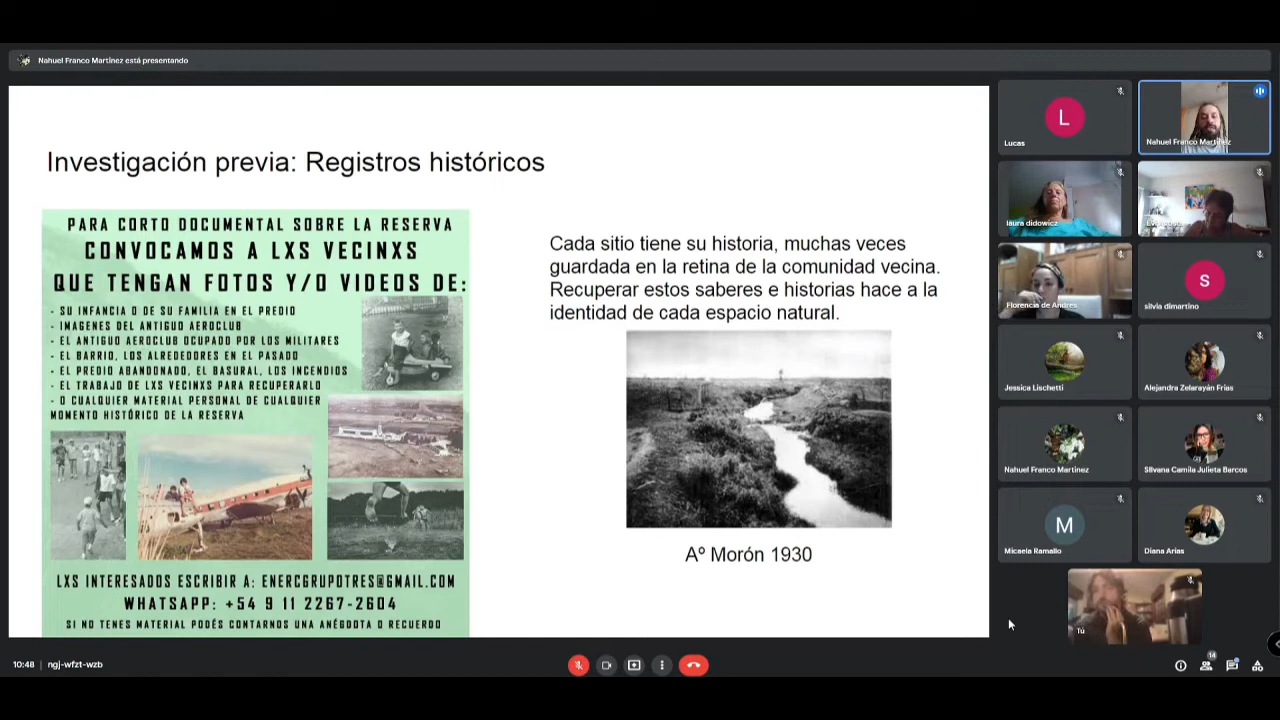 Nahuel Franco Martínez está presentando
Investigación previa: Registros históricos
PARA CORTO DOCUMENTAL SOBRE LA RESERVA
CONVOCAMOS A LXS VECINXS
QUE TENGAN FOTOS Y/O VIDEOS DE:
- SU INFANCIA O DE SU FAMILIA EN EL PREDIO
- IMAGENES DEL ANTIGUO AEROCLUB
- EL ANTIGUO AEROCLUB OCUPADO POR LOS MILITARES
- EL BARRIO, LOS ALREDEDORES EN EL PASADO
- EL PREDIO ABANDONADO, EL BASURAL, LOS INCENDIOS
- EL TRABAJO DE LXS VECINXS PARA RECUPERARLO
- O CUALQUIER MATERIAL PERSONAL DE CUALQUIER
MOMENTO HISTÓRICO DE LA RESERVA
LXS INTERESADOS ESCRIBIR A: ENERCGRUPOTRES@GMAIL.COM
WHATSAPP: +54 9 11 2267-2604
SI NO TENES MATERIAL PODÉS CONTARNOS UNA ANÉGDOTA O RECUERDO
Cada sitio tiene su historia, muchas veces
guardada en la retina de la comunidad vecina.
Recuperar estos saberes e historias hace a la
identidad de cada espacio natural.
Aº Morón 1930
L
Lucas
Nahuel Franco Martínez
laura didowicz
Florencia de Andres
S
silvia dimartino
Jessica Lischetti
Alejandra Zelarayán Frias
Nahuel Franco Martinez
Silvana Camila Julieta Barcos
M
Micaela Ramallo
Diana Arias
Tú
10:48 | ngj-wfzt-wzb
14